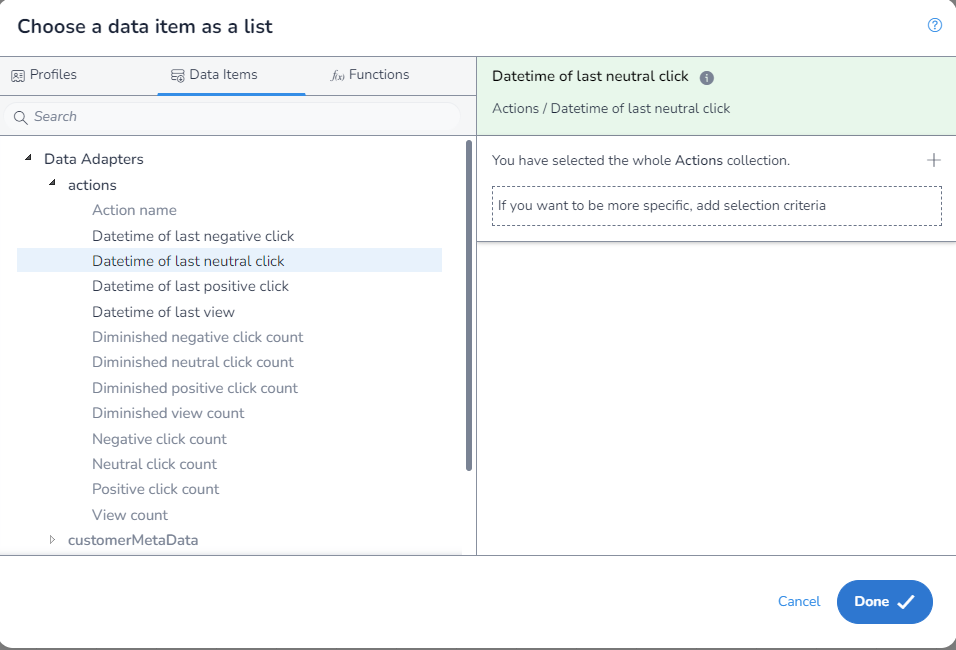 Choose a data item as a list
?
Profiles
Data Items
f(x) Functions
Search
Data Adapters
actions
Action name
Datetime of last negative click
Datetime of last neutral click
Datetime of last positive click
Datetime of last view
Diminished negative click count
Diminished neutral click count
Diminished positive click count
Diminished view count
Negative click count
Neutral click count
Positive click count
View count
customerMetaData
Datetime of last neutral click i
Actions / Datetime of last neutral click
You have selected the whole Actions collection.
If you want to be more specific, add selection criteria
Cancel
Done